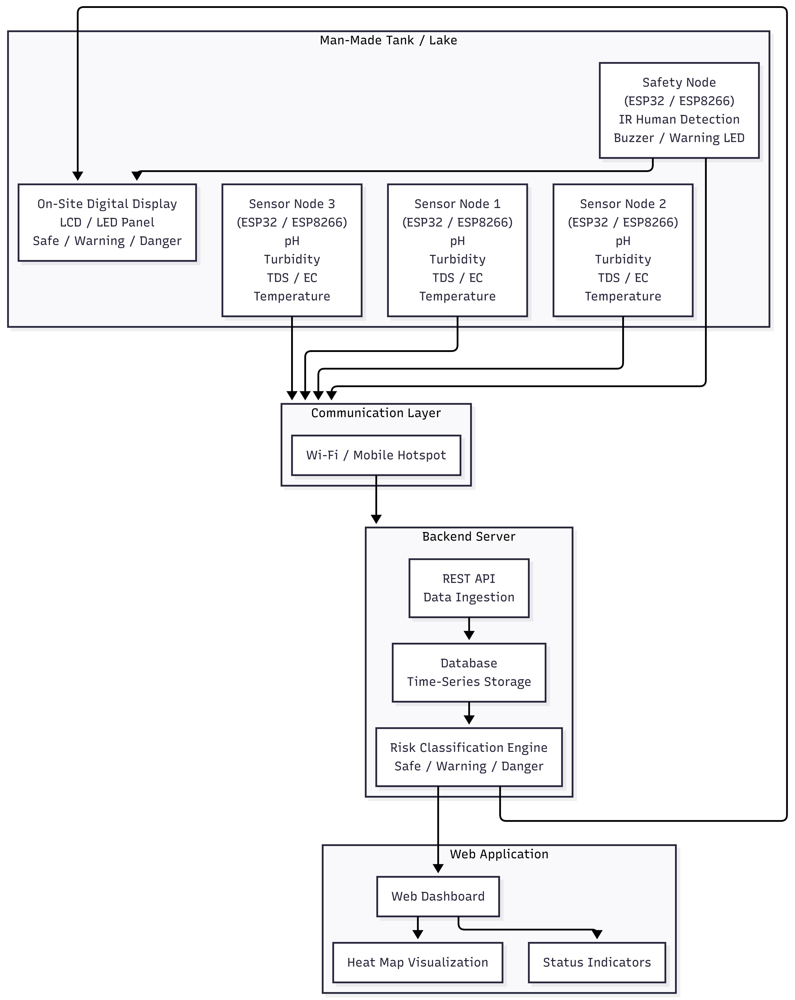 Man-Made Tank / Lake
Safety Node
(ESP32 / ESP8266)
IR Human Detection
Buzzer / Warning LED
On-Site Digital Display
LCD / LED Panel
Safe / Warning / Danger
Sensor Node 3
(ESP32 / ESP8266)
pH
Turbidity
TDS / EC
Temperature
Sensor Node 1
(ESP32 / ESP8266)
pH
Turbidity
TDS / EC
Temperature
Sensor Node 2
(ESP32 / ESP8266)
pH
Turbidity
TDS / EC
Temperature
Communication Layer
Wi-Fi / Mobile Hotspot
Backend Server
REST API
Data Ingestion
Database
Time-Series Storage
Risk Classification Engine
Safe / Warning / Danger
Web Application
Web Dashboard
Heat Map Visualization
Status Indicators